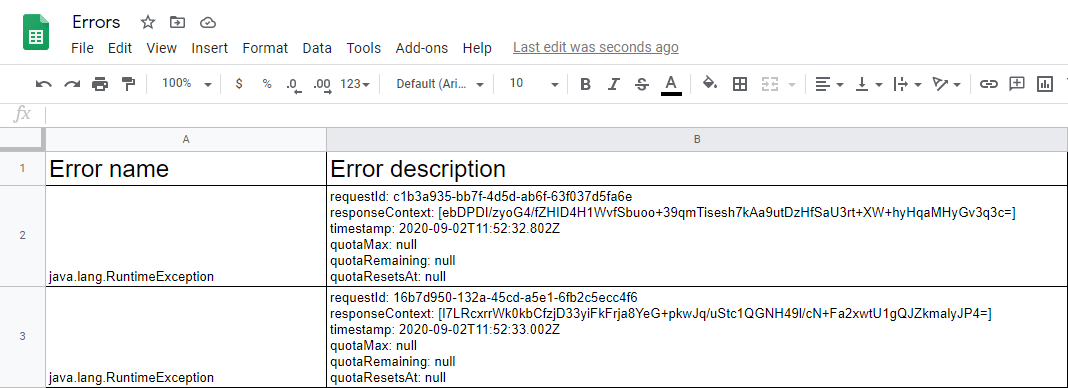 Errors
File Edit View Insert Format Data Tools Add-ons Help Last edit was seconds ago
100% $ % .0 .00 123 Default (Ari... 10 B I S A
fx
A B
1 Error name Error description
2 java.lang.RuntimeException
requestId: c1b3a935-bb7f-4d5d-ab6f-63f037d5fa6e
responseContext: [ebDPDI/zyoG4/fZHID4H1WvfSbuoo+39qmTisesh7kAa9utDzHfSaU3rt+XW+hyHqaMHyGv3q3c=]
timestamp: 2020-09-02T11:52:32.802Z
quotaMax: null
quotaRemaining: null
quotaResetsAt: null
3 java.lang.RuntimeException
requestId: 16b7d950-132a-45cd-a5e1-6fb2c5ecc4f6
responseContext: [I7LRcxrrWk0kbCfzjD33yiFkFrja8YeG+pkwJq/uStc1QGNH49I/cN+Fa2xwtU1gQJZkmalyJP4=]
timestamp: 2020-09-02T11:52:33.002Z
quotaMax: null
quotaRemaining: null
quotaResetsAt: null